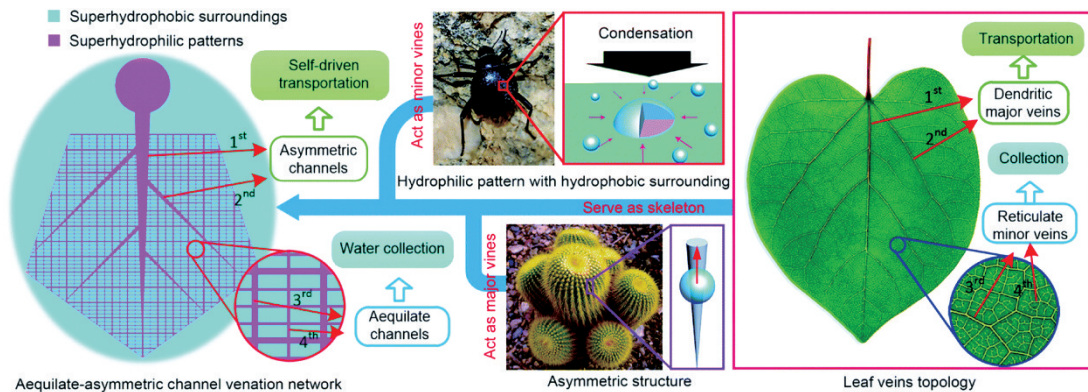 Superhydrophobic surroundings
Superhydrophilic patterns
Self-driven
transportation
1st
Asymmetric
channels
2nd
Water collection
3rd
4th
Aequilate
channels
Aequilate-asymmetric channel venation network
Act as minor vines
Condensation
Hydrophilic pattern with hydrophobic surrounding
Serve as skeleton
Act as major vines
Asymmetric structure
Transportation
1st
Dendritic
major veins
2nd
Collection
Reticulate
minor veins
3rd
4th
Leaf veins topology